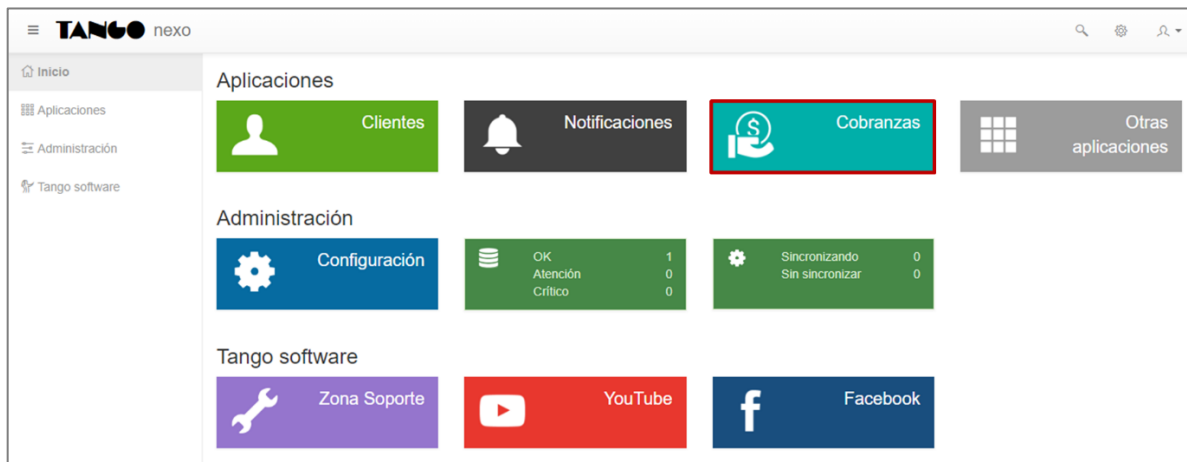 TANGO nexo
Inicio
Aplicaciones
Administración
Tango software
Aplicaciones
Clientes
Notificaciones
Cobranzas
Otras
aplicaciones
Administración
Configuración
OK 1
Atención 0
Crítico 0
Sincronizando 0
Sin sincronizar 0
Tango software
Zona Soporte
YouTube
Facebook